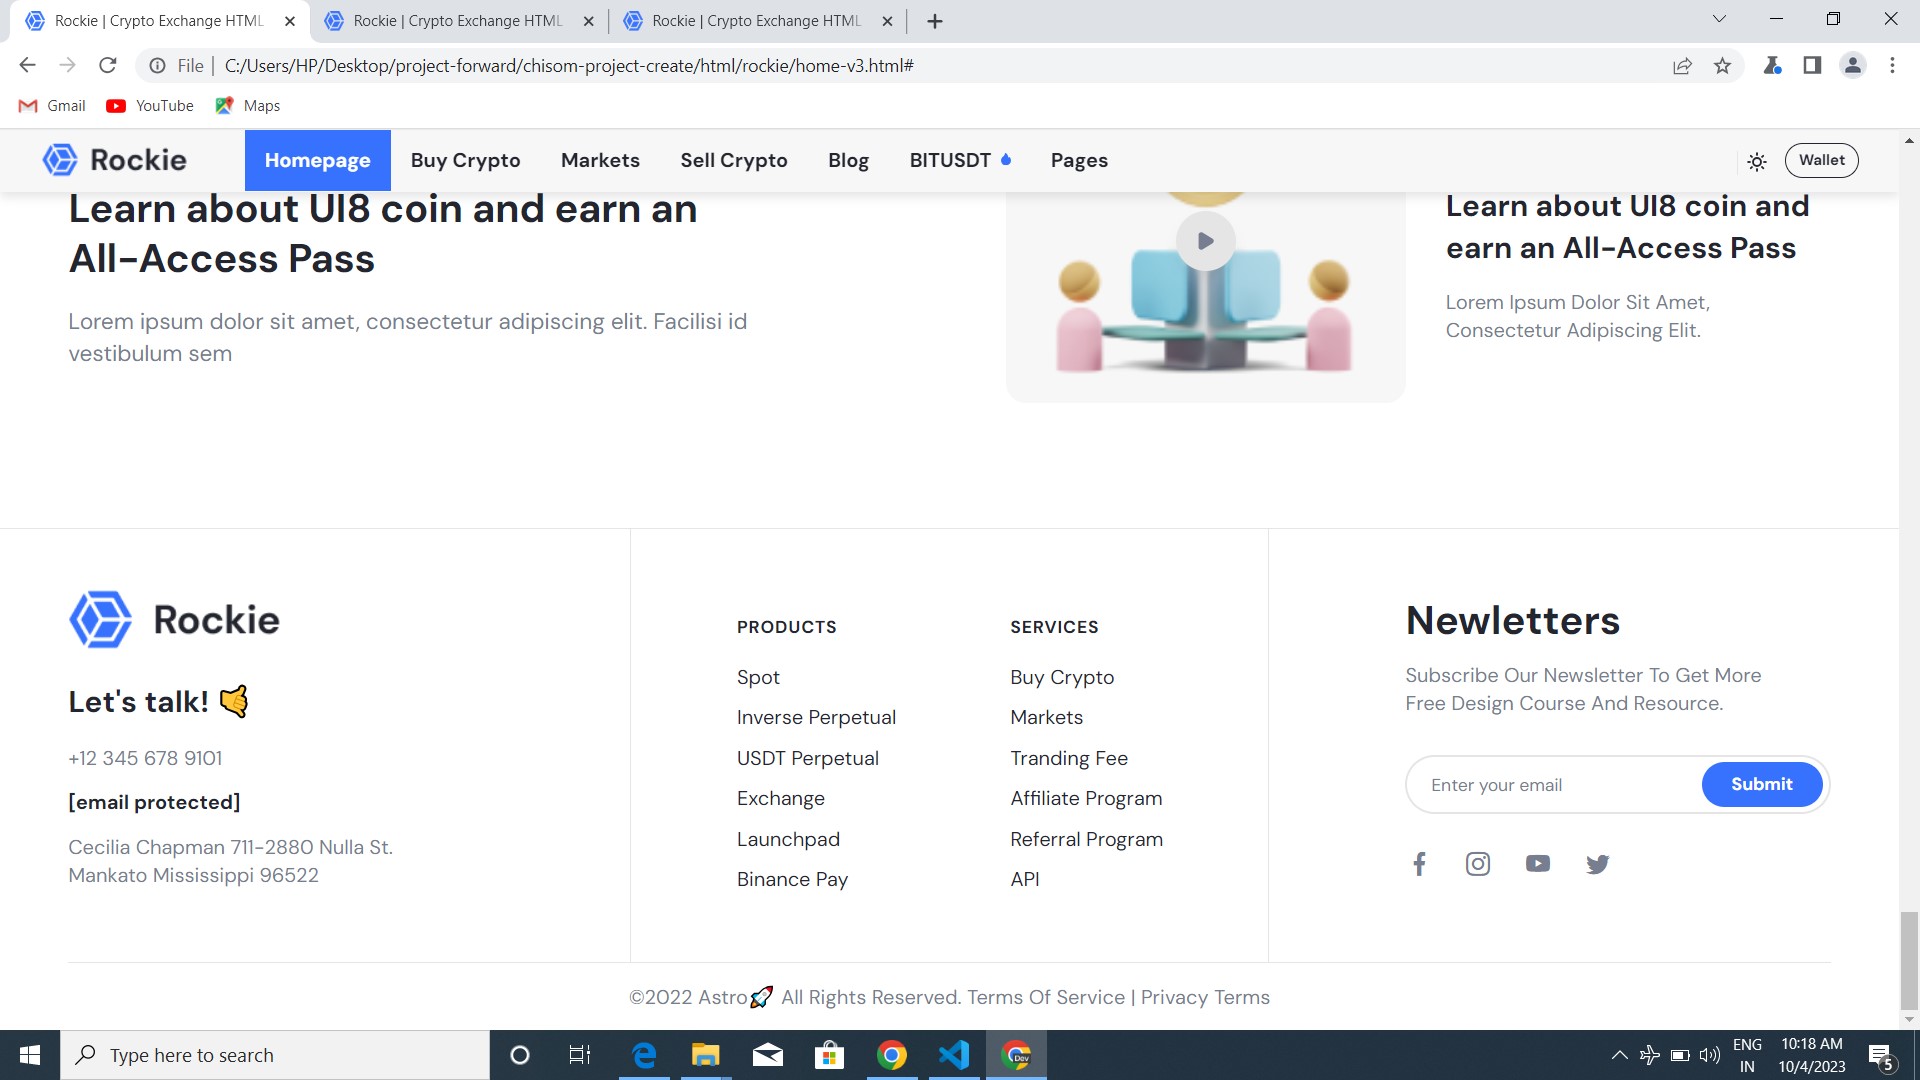 Rockie | Crypto Exchange HTML
Rockie | Crypto Exchange HTML
Rockie | Crypto Exchange HTML
File | C:/Users/HP/Desktop/project-forward/chisom-project-create/html/rockie/home-v3.html#
Gmail
YouTube
Maps
Rockie
Homepage
Buy Crypto
Markets
Sell Crypto
Blog
BITUSDT
Pages
Wallet
Learn about UI8 coin and earn an
All-Access Pass
Lorem ipsum dolor sit amet, consectetur adipiscing elit. Facilisi id
vestibulum sem
Learn about UI8 coin and
earn an All-Access Pass
Lorem Ipsum Dolor Sit Amet,
Consectetur Adipiscing Elit.
Rockie
Let's talk! 🤙
+12 345 678 9101
[email protected]
Cecilia Chapman 711-2880 Nulla St.
Mankato Mississippi 96522
PRODUCTS
Spot
Inverse Perpetual
USDT Perpetual
Exchange
Launchpad
Binance Pay
SERVICES
Buy Crypto
Markets
Tranding Fee
Affiliate Program
Referral Program
API
Newletters
Subscribe Our Newsletter To Get More
Free Design Course And Resource.
Enter your email
Submit
©2022 Astro🚀 All Rights Reserved. Terms Of Service | Privacy Terms
Type here to search
Dev
ENG
IN
10:18 AM
10/4/2023
5